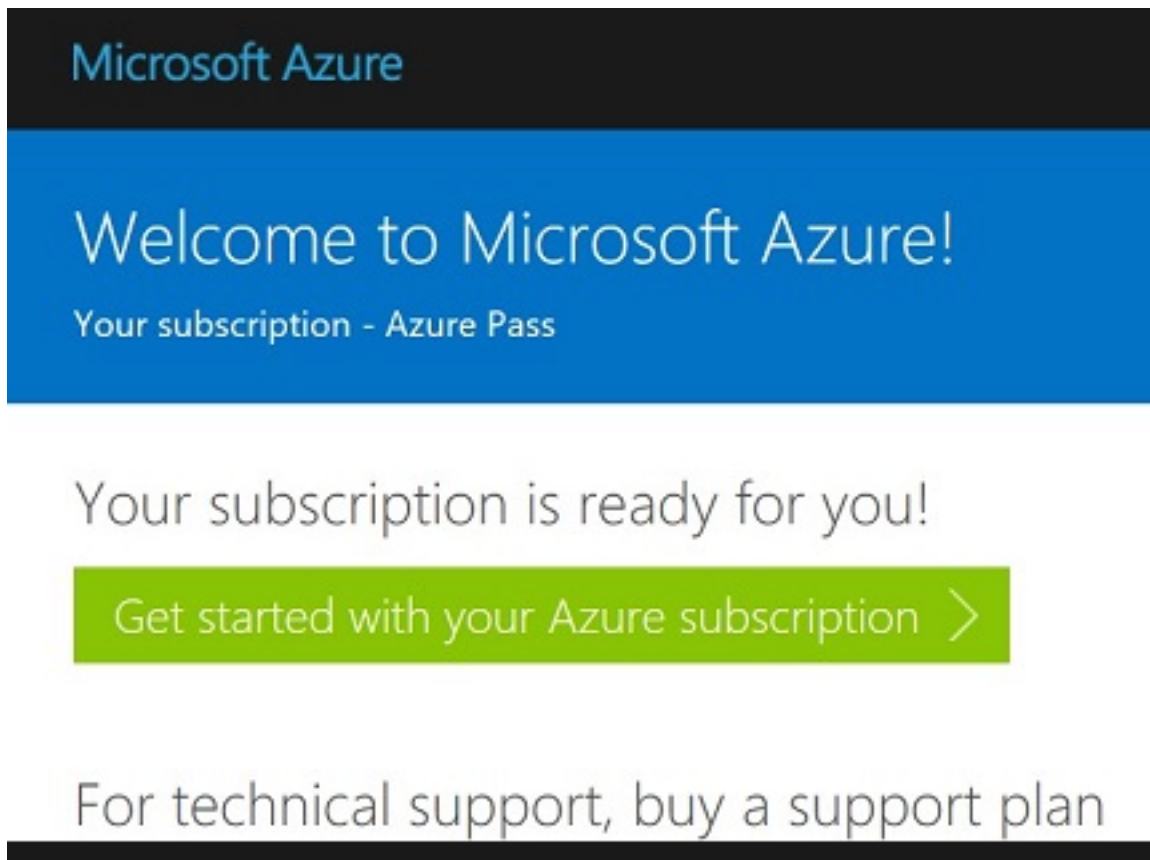 Microsoft Azure
Welcome to Microsoft Azure!
Your subscription - Azure Pass
Your subscription is ready for you!
Get started with your Azure subscription
For technical support, buy a support plan